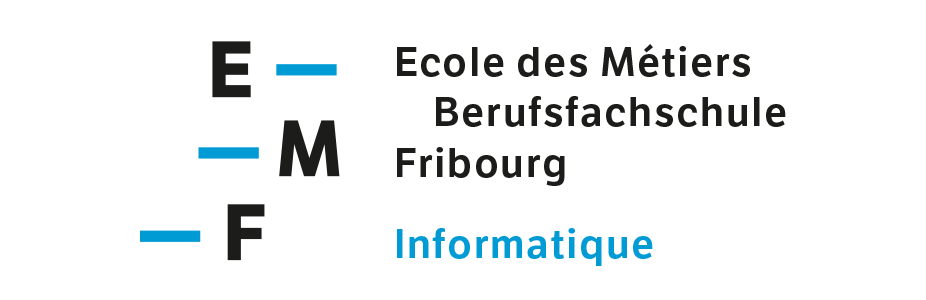 E
M
F
Ecole des Métiers
Berufsfachschule
Fribourg
Informatique